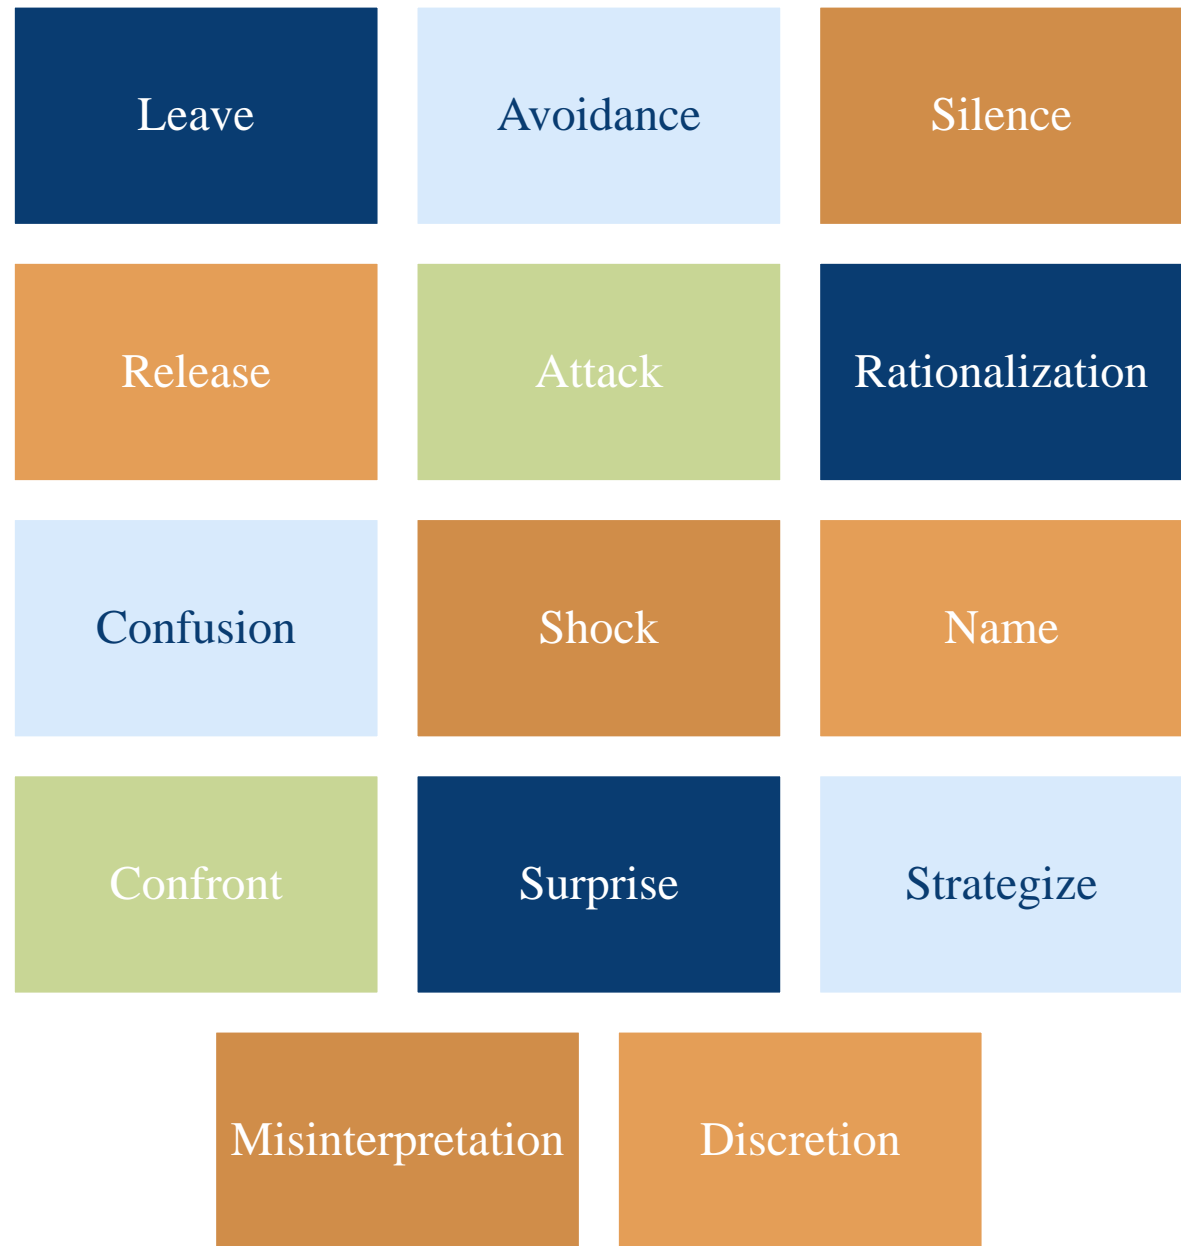 Leave
Avoidance
Silence
Release
Attack
Rationalization
Confusion
Shock
Name
Confront
Surprise
Strategize
Misinterpretation
Discretion